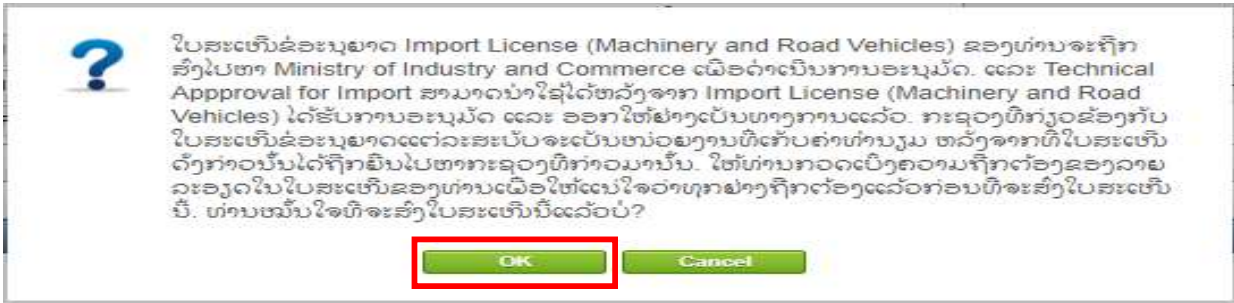 ໃບສະເໜີຂໍອະນຸຍາດ Import License (Machinery and Road Vehicles) ຂອງທ່ານຈະຖືກ
ສົ່ງໄປຫາ Ministry of Industry and Commerce ເພື່ອດຳເນີນການອະນຸມັດ. ແລະ Technical
Appproval for Import ສາມາດນຳໃຊ້ໄດ້ຫລັງຈາກ Import License (Machinery and Road
Vehicles) ໄດ້ຮັບການອະນຸມັດ ແລະ ອອກໃຫ້ຢ່າງເປັນທາງການແລ້ວ. ກະຊວງທີ່ກ່ຽວຂ້ອງກັບ
ໃບສະເໜີຂໍອະນຸຍາດແຕ່ລະສະບັບຈະເປັນໜ່ວຍງານທີ່ເກັບຄ່າທຳນຽມ ຫລັງຈາກທີ່ໃບສະເໜີ
ດັ່ງກ່າວນັ້ນໄດ້ຖືກຍື່ນໄປຫາກະຊວງທີ່ກ່າວມານັ້ນ. ໃຫ້ທ່ານກວດເບິ່ງຄວາມຖືກຕ້ອງຂອງລາຍ
ລະອຽດໃນໃບສະເໜີຂອງທ່ານເພື່ອໃຫ້ແນ່ໃຈວ່າທຸກຢ່າງຖືກຕ້ອງແລ້ວກ່ອນທີ່ຈະສົ່ງໃບສະເໜີ
ນີ້. ທ່ານຫມັ້ນໃຈທີ່ຈະສົ່ງໃບສະເໜີນີ້ແລ້ວບໍ່?
OK Cancel